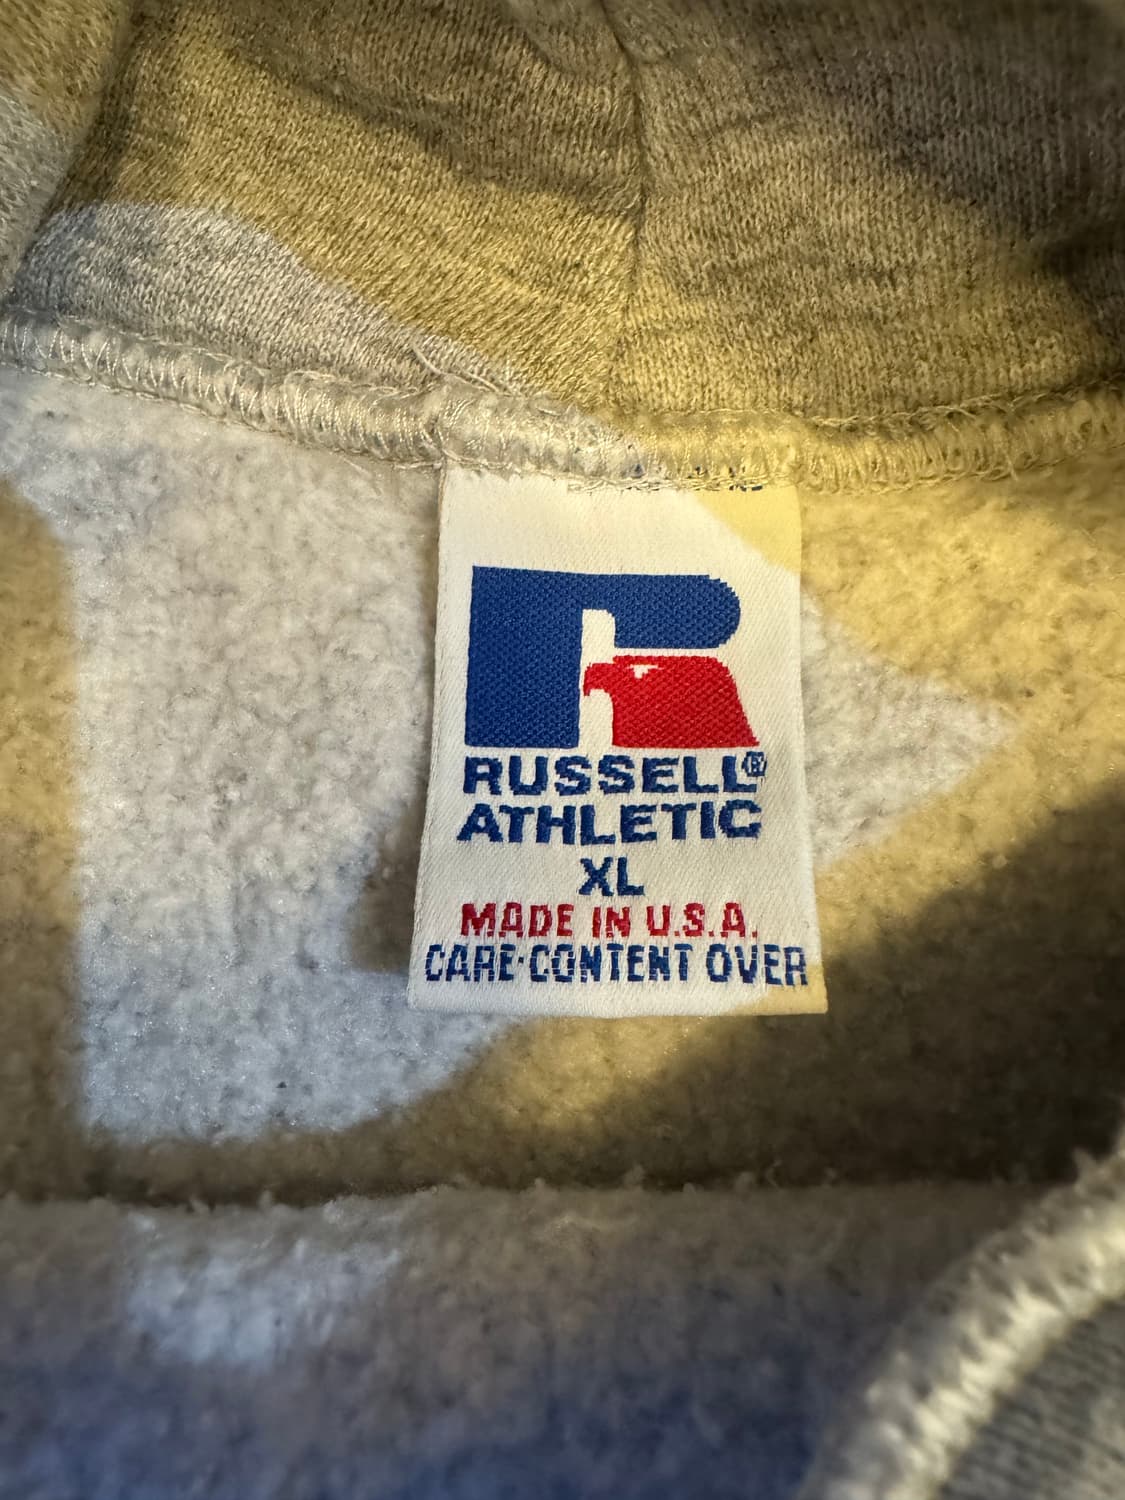 RUSSELL®
ATHLETIC
XL
MADE IN U.S.A.
CARE·CONTENT OVER